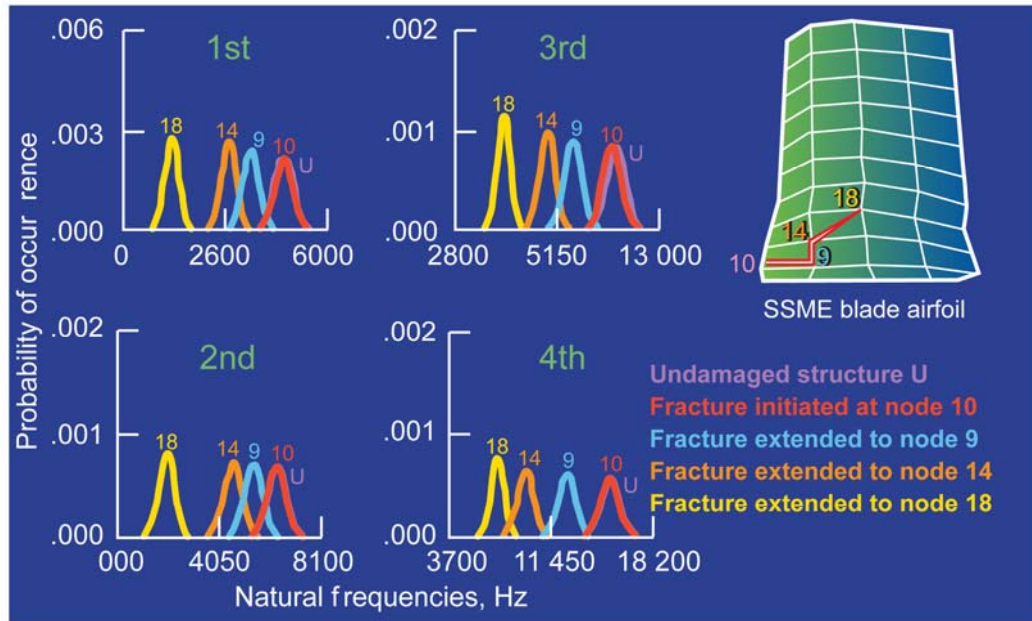 Probability of occur rence
1st
.006
.003
.000
18
14
9
10
U
0 2600 6000
3rd
.002
.001
.000
18
14
9
10
U
2800 5150 13 000
18
14
10
9
SSME blade airfoil
2nd
.002
.001
.000
18
14
9
10
U
000 4050 8100
4th
18
14
9
10
U
3700 11 450 18 200
Natural frequencies, Hz
Undamaged structure U
Fracture initiated at node 10
Fracture extended to node 9
Fracture extended to node 14
Fracture extended to node 18